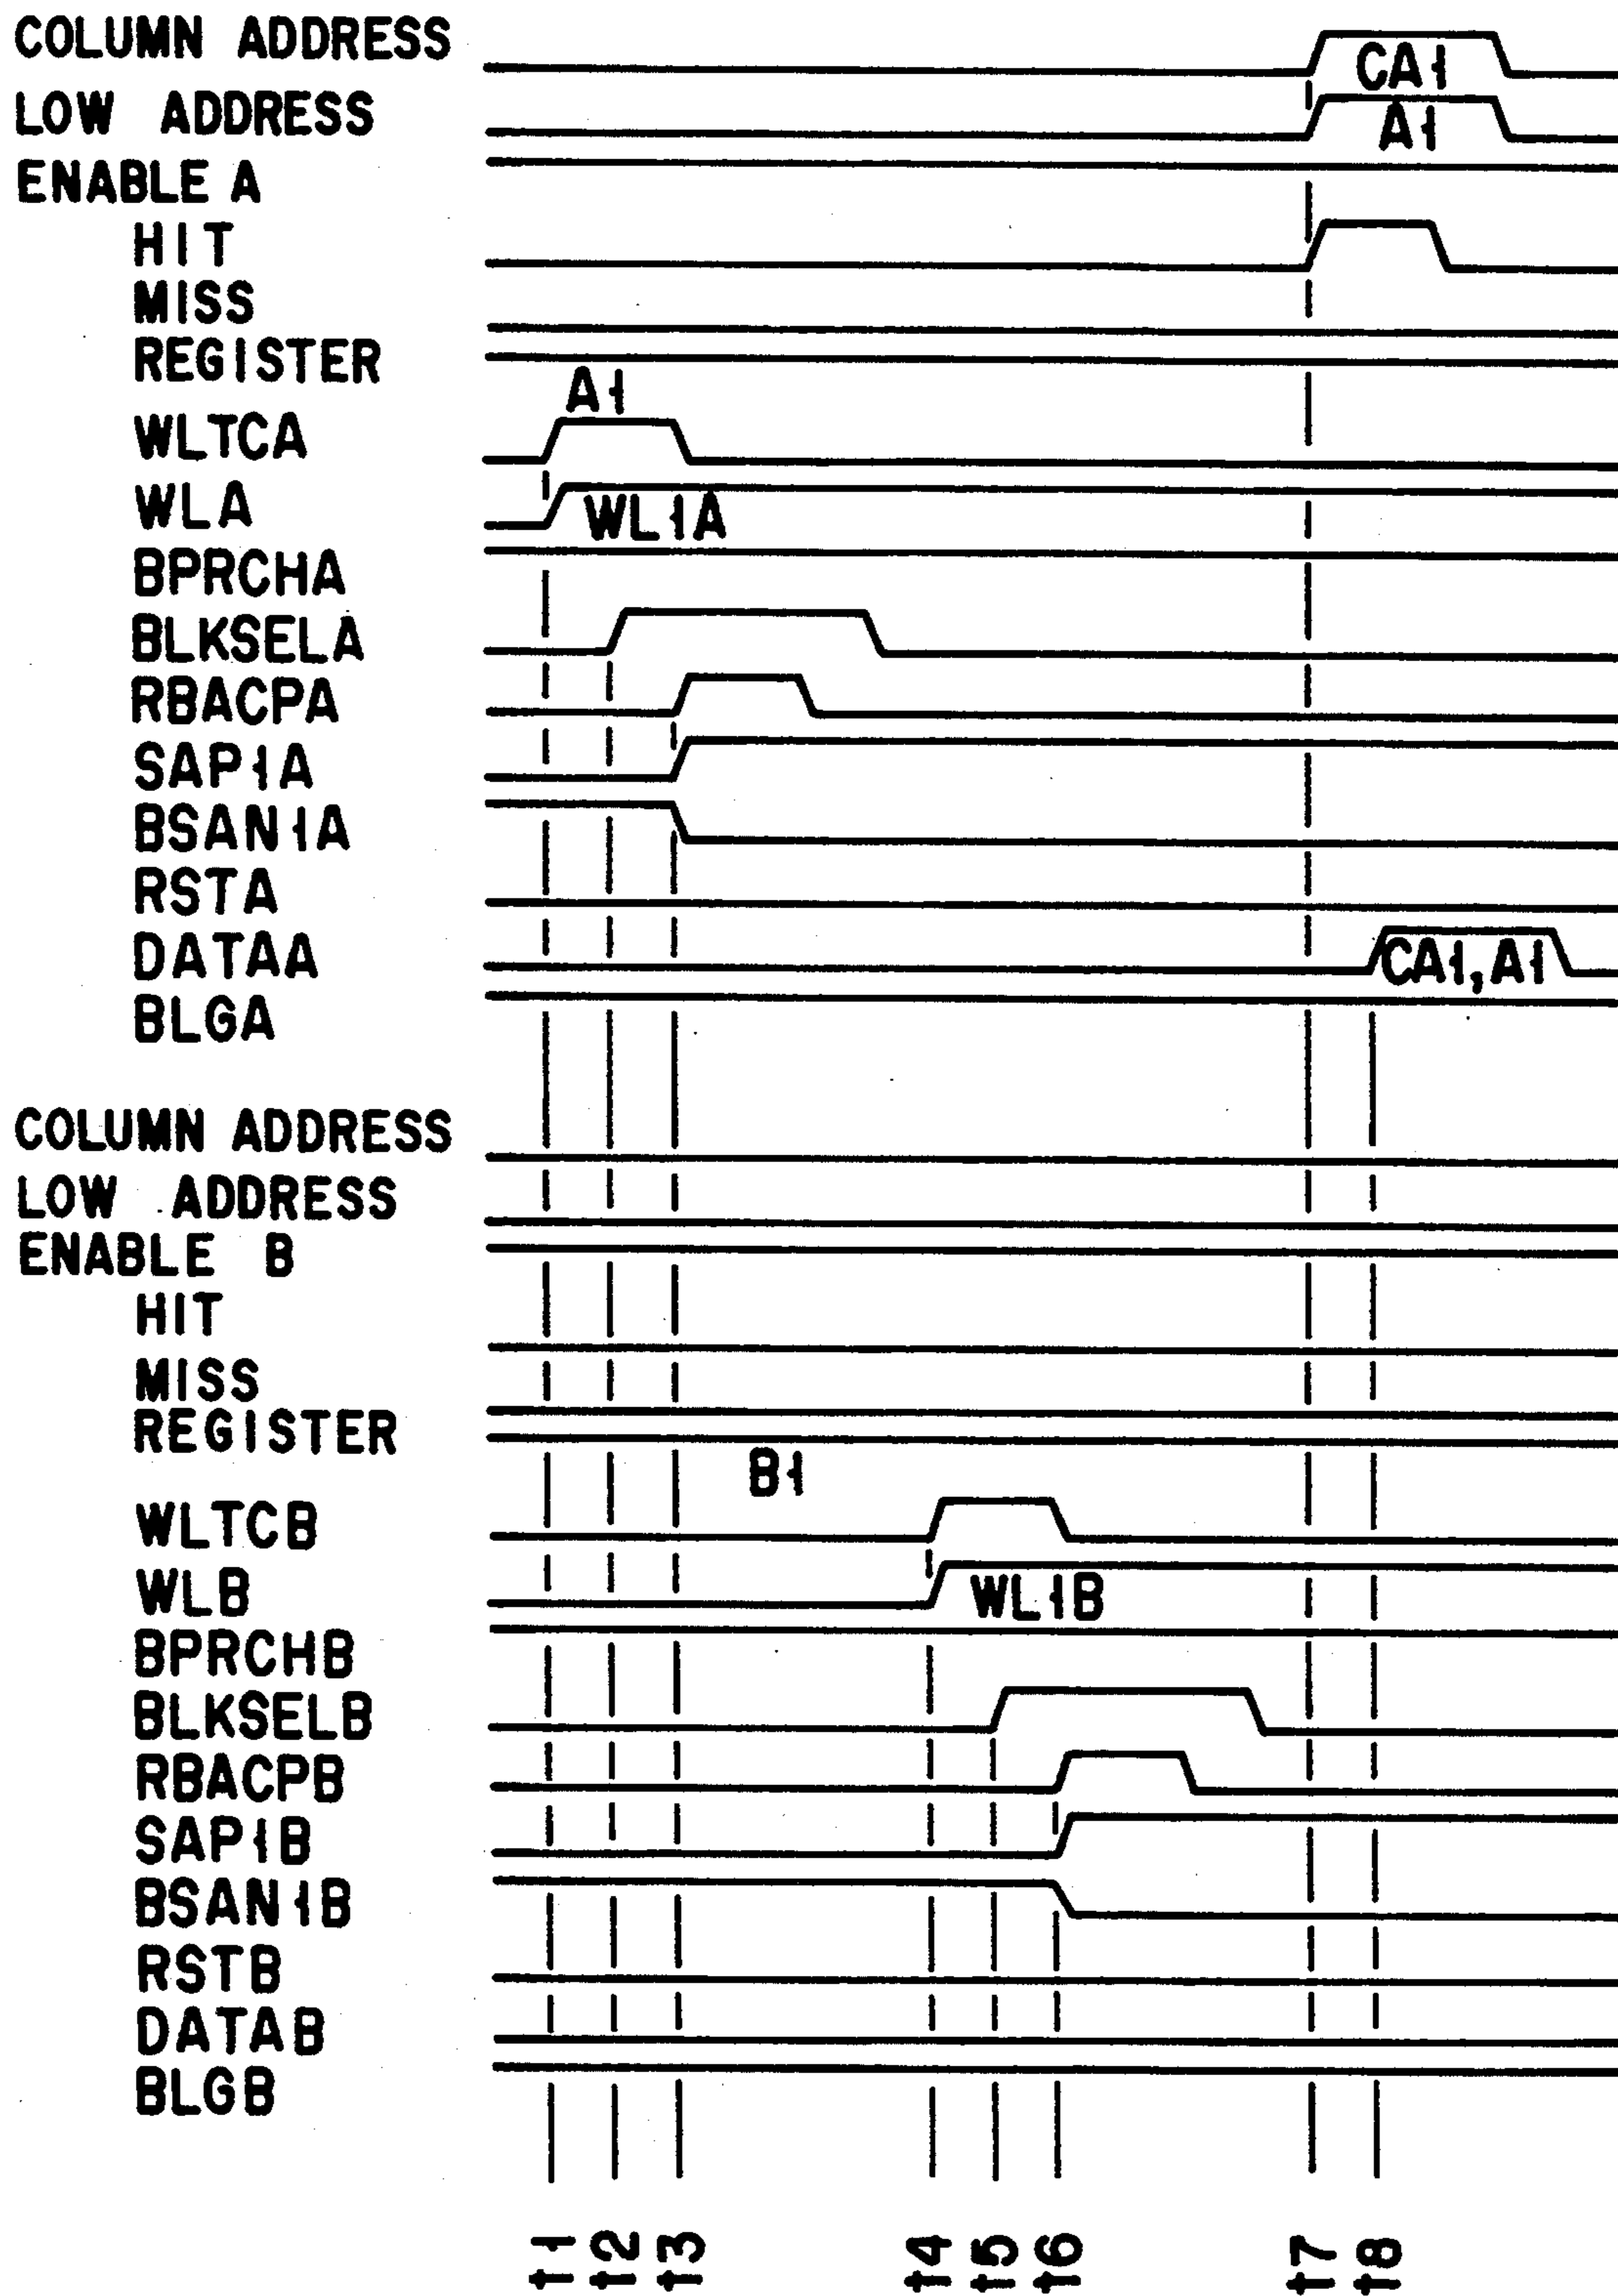 COLUMN ADDRESS
CA1
LOW ADDRESS
A1
ENABLE A
HIT
MISS
REGISTER
A1
WLTCA
WLA
WL1A
BPRCHA
BLKSELA
RBACPA
SAP1A
BSAN1A
RSTA
DATAA
CA1, A1
BLGA
COLUMN ADDRESS
LOW ADDRESS
ENABLE B
HIT
MISS
REGISTER
B1
WLTCB
WLB
WL1B
BPRCHB
BLKSELB
RBACPB
SAP1B
BSAN1B
RSTB
DATAB
BLGB
t1 t2 t3 t4 t5 t6 t7 t8